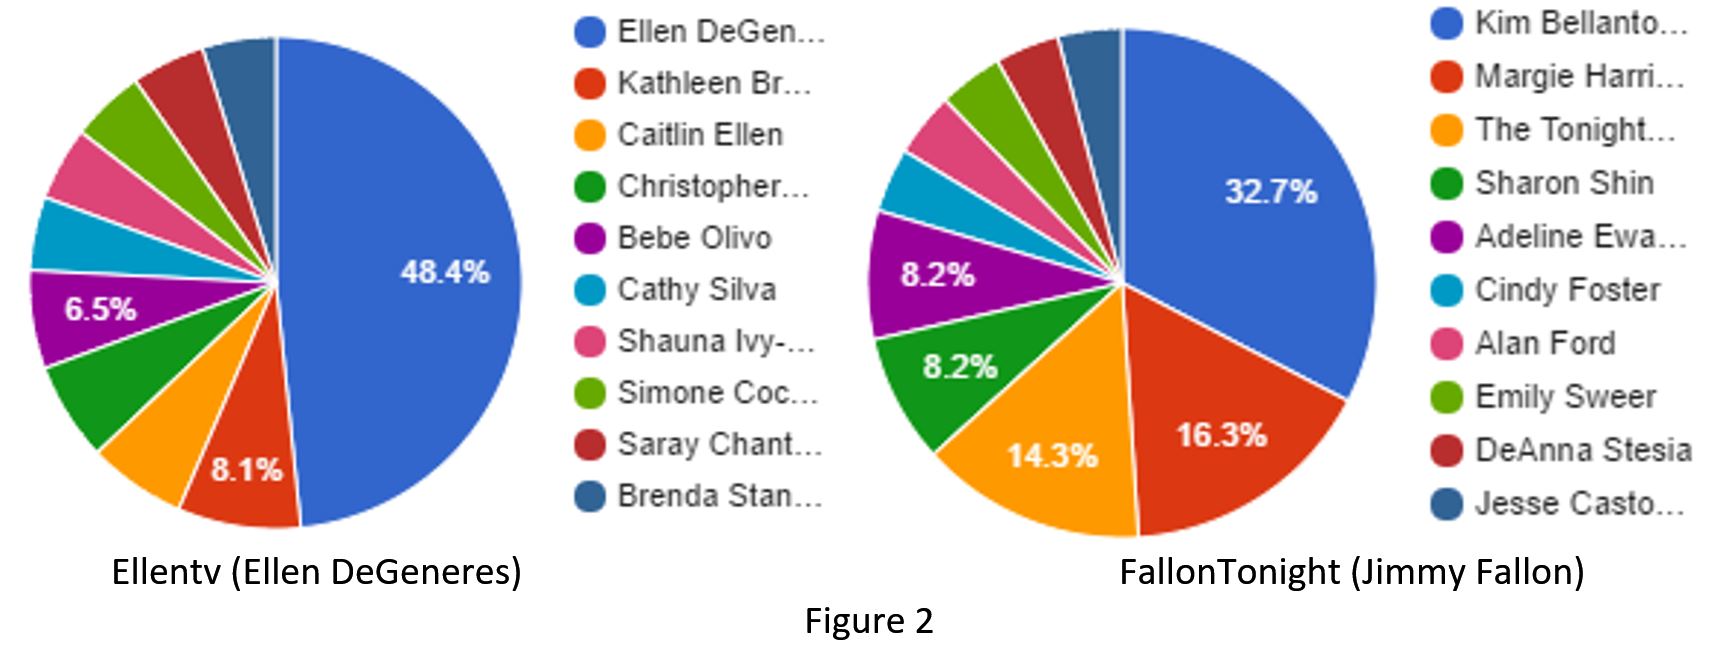 48.4%
8.1%
6.5%
Ellen DeGen...
Kathleen Br...
Caitlin Ellen
Christopher...
Bebe Olivo
Cathy Silva
Shauna Ivy-...
Simone Coc...
Saray Chant...
Brenda Stan...
Ellentv (Ellen DeGeneres)
32.7%
16.3%
14.3%
8.2%
8.2%
Kim Bellanto...
Margie Harri...
The Tonight...
Sharon Shin
Adeline Ewa...
Cindy Foster
Alan Ford
Emily Sweer
DeAnna Stesia
Jesse Casto...
FallonTonight (Jimmy Fallon)
Figure 2